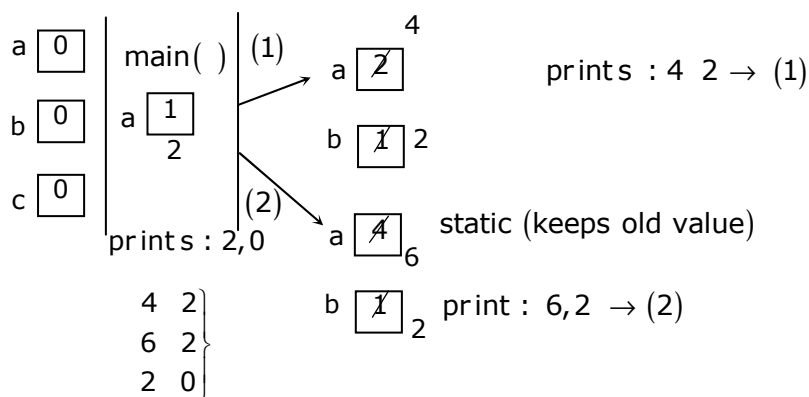 a 0
b 0
c 0
main( )
a 1
2
(1)
(2)
prints : 2,0
a 2 4
b 1 2
prints : 4 2 → (1)
a 4 6
static (keeps old value)
b 1 2
print : 6,2 → (2)
4 2
6 2
2 0